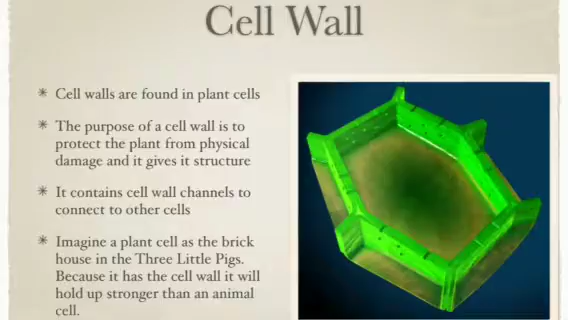 Cell Wall
Cell walls are found in plant cells
The purpose of a cell wall is to
protect the plant from physical
damage and it gives it structure
It contains cell wall channels to
connect to other cells
Imagine a plant cell as the brick
house in the Three Little Pigs.
Because it has the cell wall it will
hold up stronger than an animal
cell.